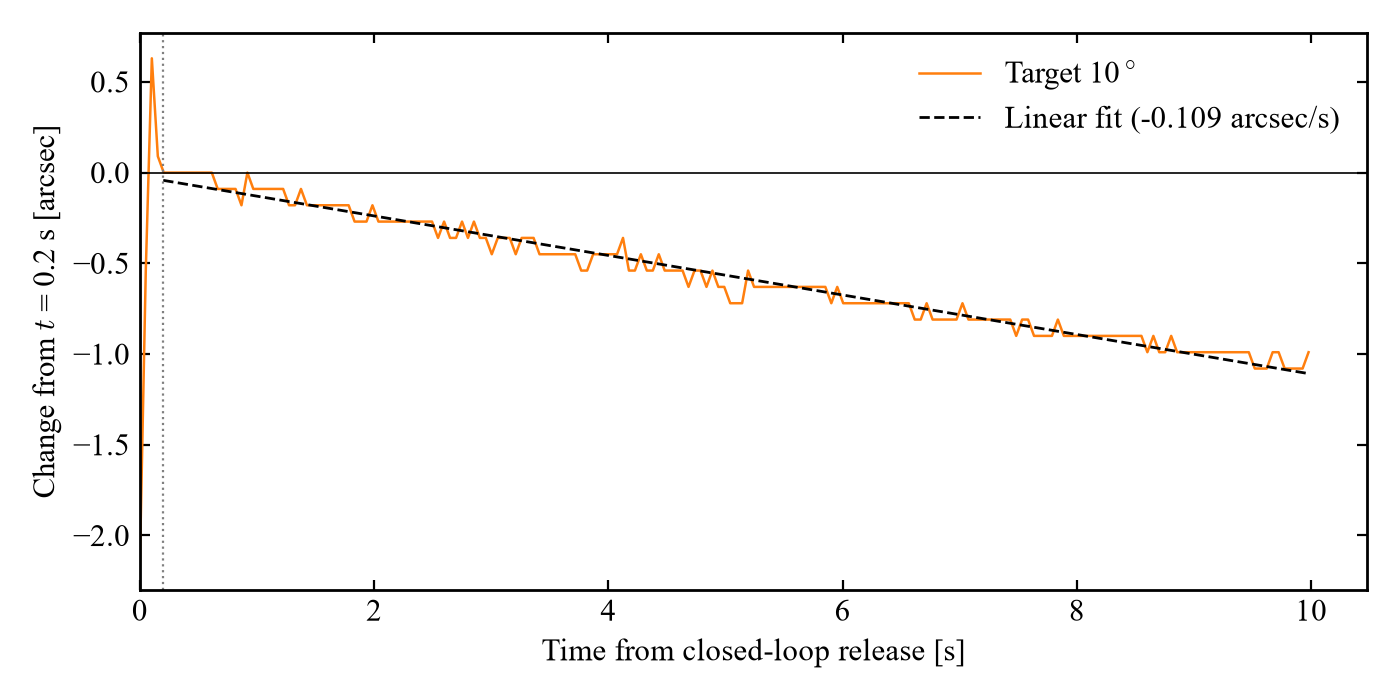 Target 10°
Linear fit (-0.109 arcsec/s)
Change from t = 0.2 s [arcsec]
0.5
0.0
−0.5
−1.0
−1.5
−2.0
0 2 4 6 8 10
Time from closed-loop release [s]